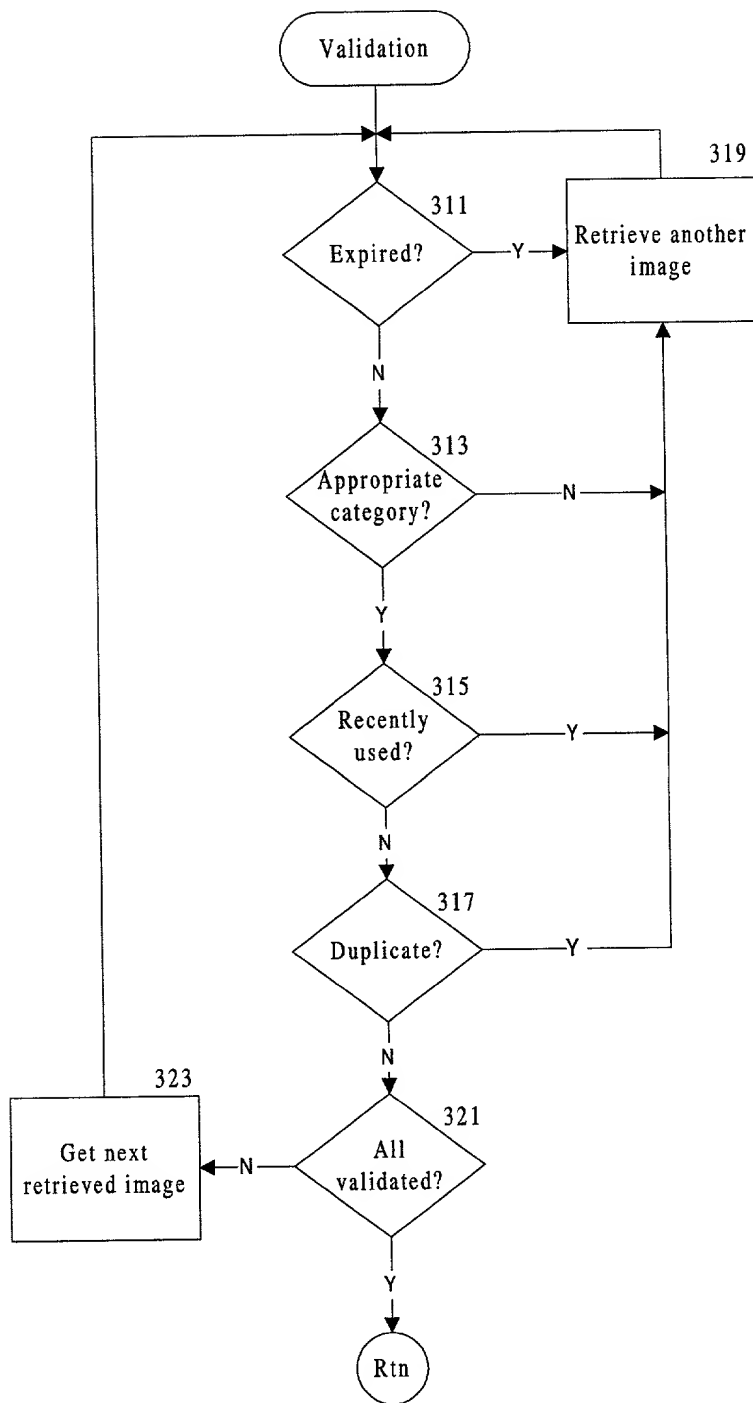 Validation
319
311
Expired?
Y
Retrieve another
image
N
313
Appropriate
category?
N
Y
315
Recently
used?
Y
N
317
Duplicate?
Y
N
323
321
Get next
retrieved image
N
All
validated?
Y
Rtn